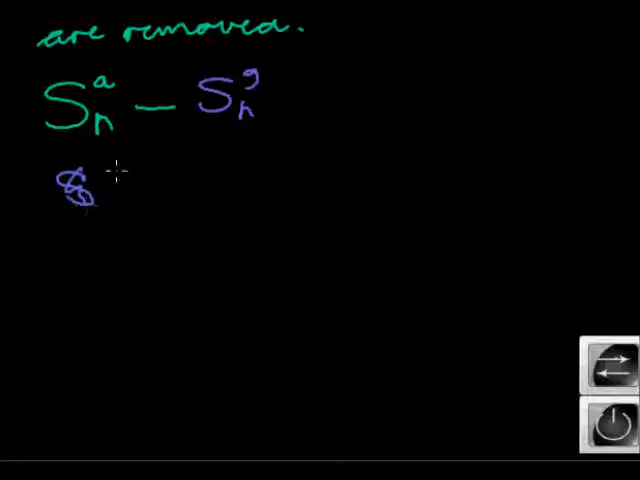 are removed.
S_n^a — S_n^g